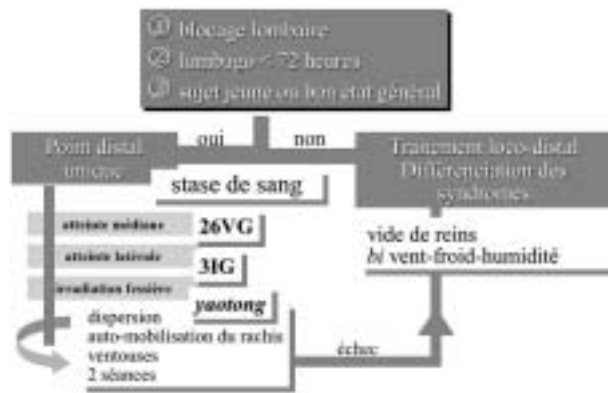 ① blocage lombaire
② lumbago < 72 heures
③ sujet jeune ou bon état général
oui
non
Point distal
unique
Traitement loco-distal
Différenciation des
syndromes
stase de sang
atteinte médiane
26VG
atteinte latérale
3IG
irradiation fessière
yaotong
vide de reins
bi vent-froid-humidité
dispersion
auto-mobilisation du rachis
ventouses
2 séances
échec